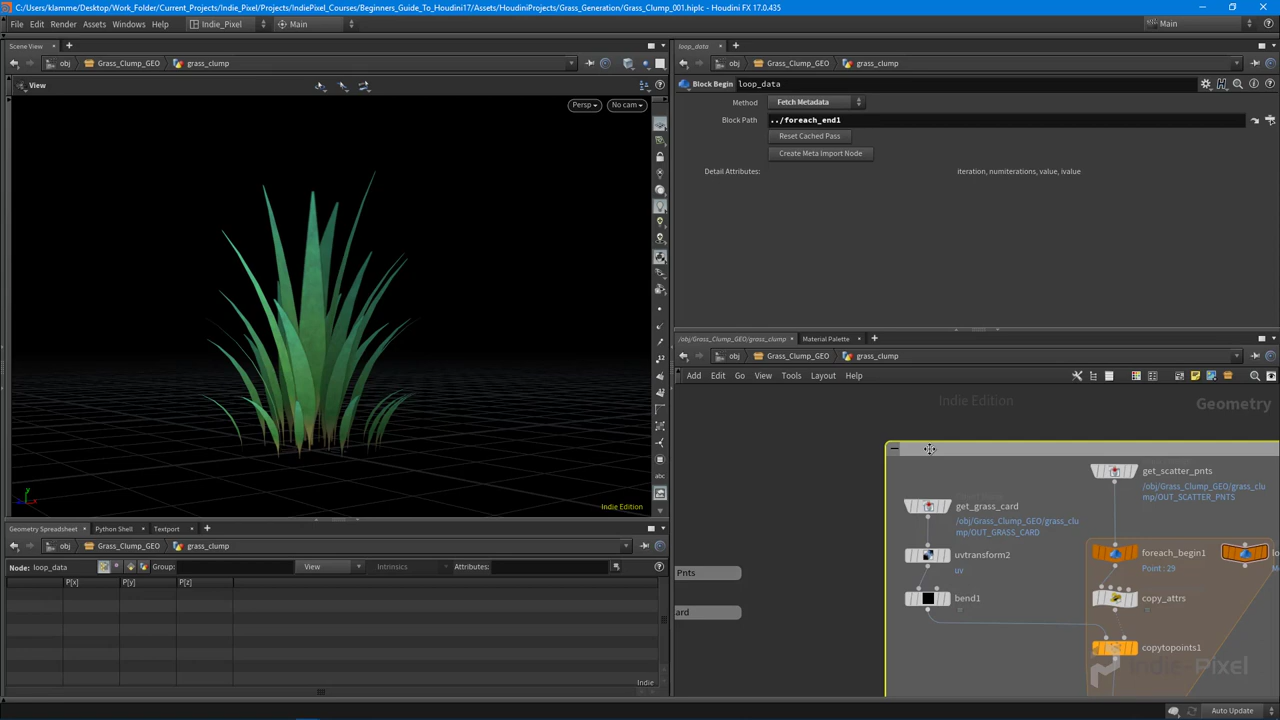 C:/Users/klamme/Desktop/Work_Folder/Current_Projects/Indie_Pixel/Projects/IndiePixel_Courses/Beginners_Guide_To_Houdini17/Assets/HoudiniProjects/Grass_Generation/Grass_Clump_001.hiplc - Houdini FX 17.0.435
File Edit Render Assets Windows Help Indie_Pixel Main Main
Scene View
obj Grass_Clump_GEO grass_clump
View
Persp No cam
Indie Edition
Geometry Spreadsheet Python Shell Textport
obj Grass_Clump_GEO grass_clump
Node: loop_data Group: View Intrinsics Attributes:
P[x] P[y] P[z]
Indie
loop_data
obj Grass_Clump_GEO grass_clump
Block Begin loop_data
Method Fetch Metadata
Block Path ../foreach_end1
Reset Cached Pass
Create Meta Import Node
Detail Attributes: iteration, numiterations, value, ivalue
/obj/Grass_Clump_GEO/grass_clump Material Palette
obj Grass_Clump_GEO grass_clump
Add Edit Go View Tools Layout Help
Indie Edition
Geometry
get_scatter_pnts
/obj/Grass_Clump_GEO/grass_clu
mp/OUT_SCATTER_PNTS
get_grass_card
/obj/Grass_Clump_GEO/grass_clu
mp/OUT_GRASS_CARD
uvtransform2
uv
bend1
foreach_begin1
Point : 29
copy_attrs
copytopoints1
Pnts
ard
Indie-Pixel
Auto Update